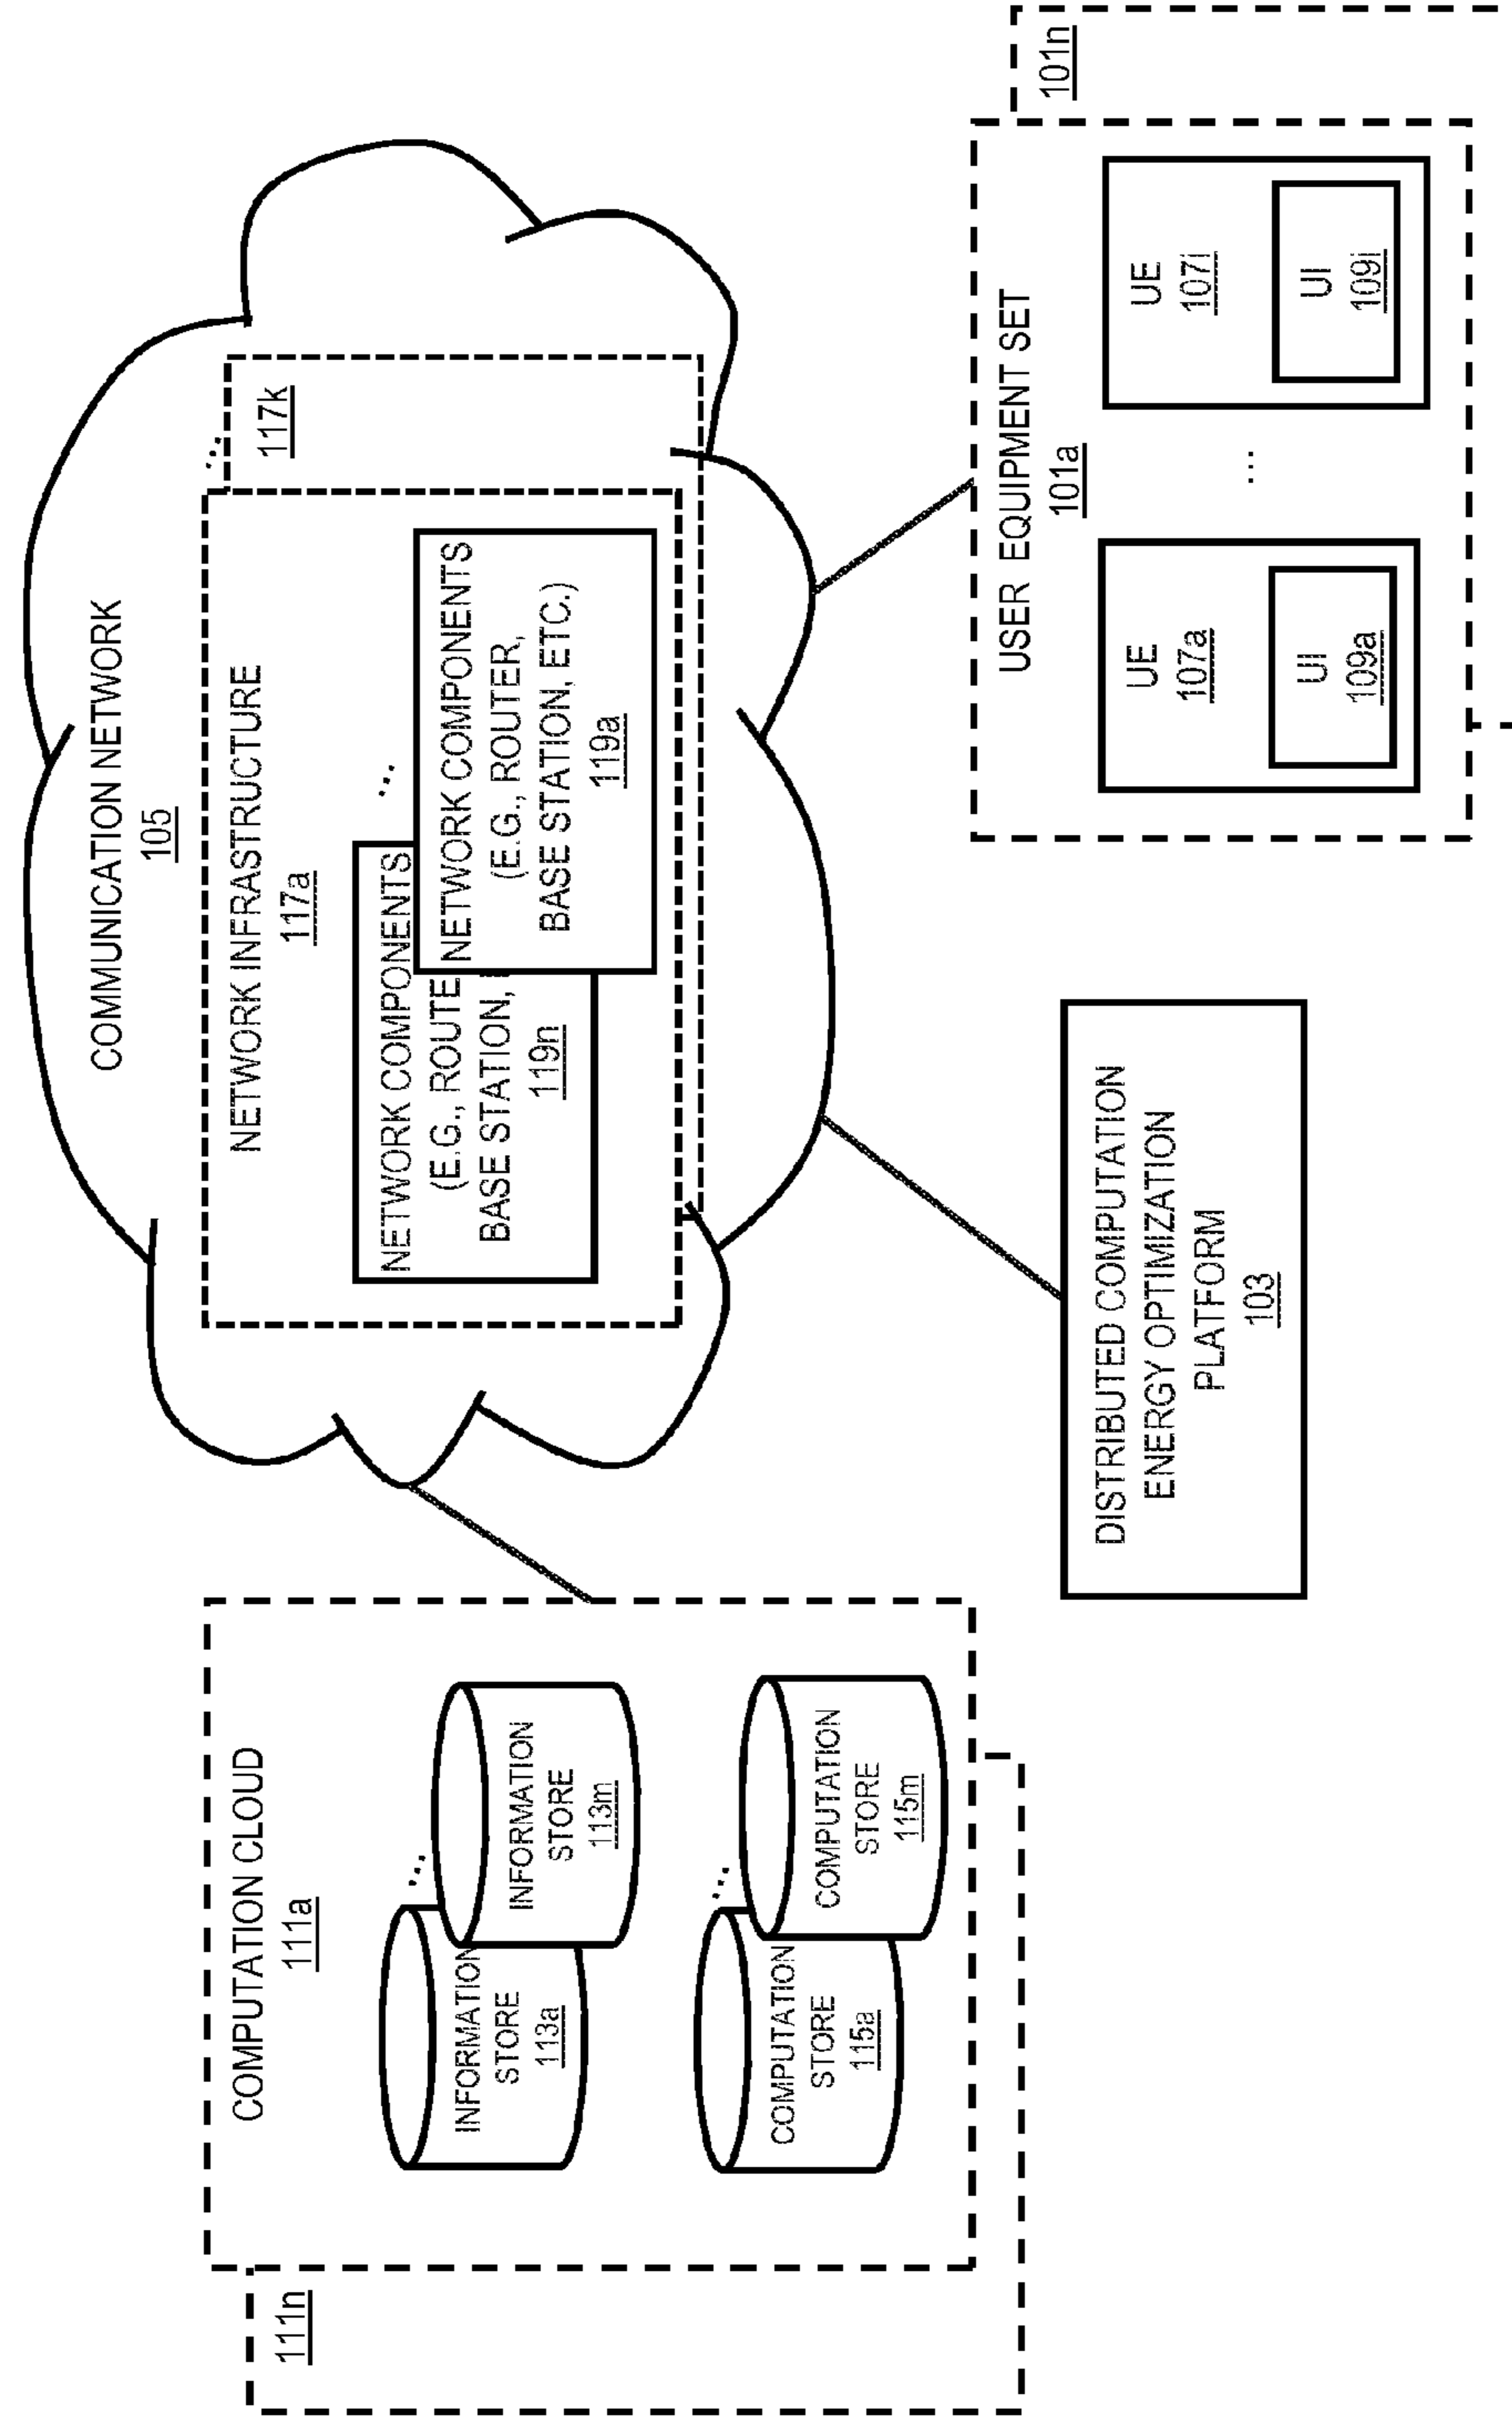 COMMUNICATION NETWORK
105
NETWORK INFRASTRUCTURE
117a
117k
...
NETWORK COMPONENTS
(E.G., ROUTE
BASE STATION,
119n
...
NETWORK COMPONENTS
(E.G., ROUTER,
BASE STATION, ETC.)
119a
COMPUTATION CLOUD
111a
111n
INFORMATION
STORE
113a
...
INFORMATION
STORE
113m
COMPUTATION
STORE
115a
...
COMPUTATION
STORE
115m
DISTRIBUTED COMPUTATION
ENERGY OPTIMIZATION
PLATFORM
103
USER EQUIPMENT SET
101a
101n
UE
107a
UI
109a
...
UE
107i
UI
109i